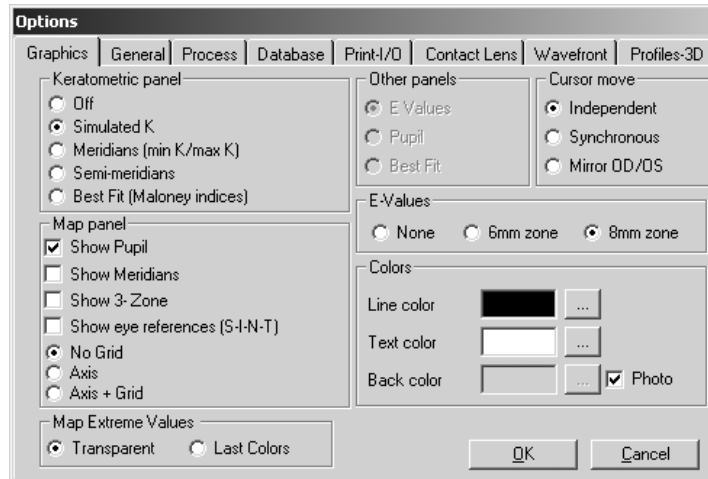 Options
Graphics General Process Database Print-I/O Contact Lens Wavefront Profiles-3D
Keratometric panel
Off
Simulated K
Meridians (min K/max K)
Semi-meridians
Best Fit (Maloney indices)
Other panels
E Values
Pupil
Best Fit
Cursor move
Independent
Synchronous
Mirror OD/OS
E-Values
None 6mm zone 8mm zone
Map panel
Show Pupil
Show Meridians
Show 3- Zone
Show eye references (S-I-N-T)
No Grid
Axis
Axis + Grid
Colors
Line color ...
Text color ...
Back color ... Photo
Map Extreme Values
Transparent Last Colors
OK Cancel